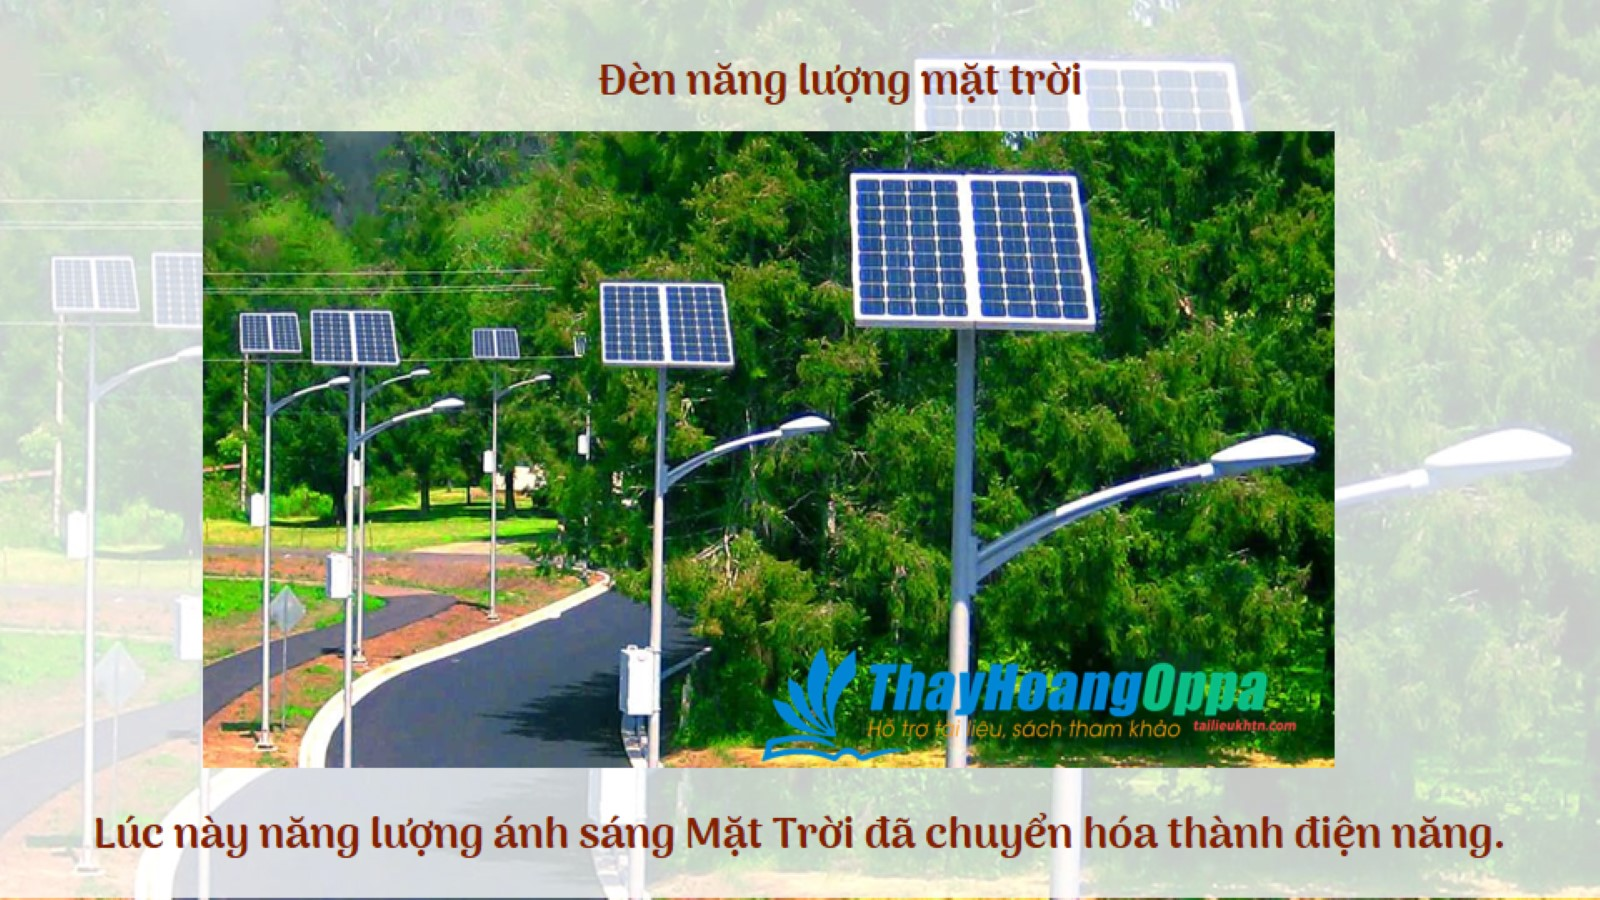 Đèn năng lượng mặt trời
ThayHoangOppa
Hỗ trợ tài liệu, sách tham khảo tailieukhtn.com
Lúc này năng lượng ánh sáng Mặt Trời đã chuyển hóa thành điện năng.